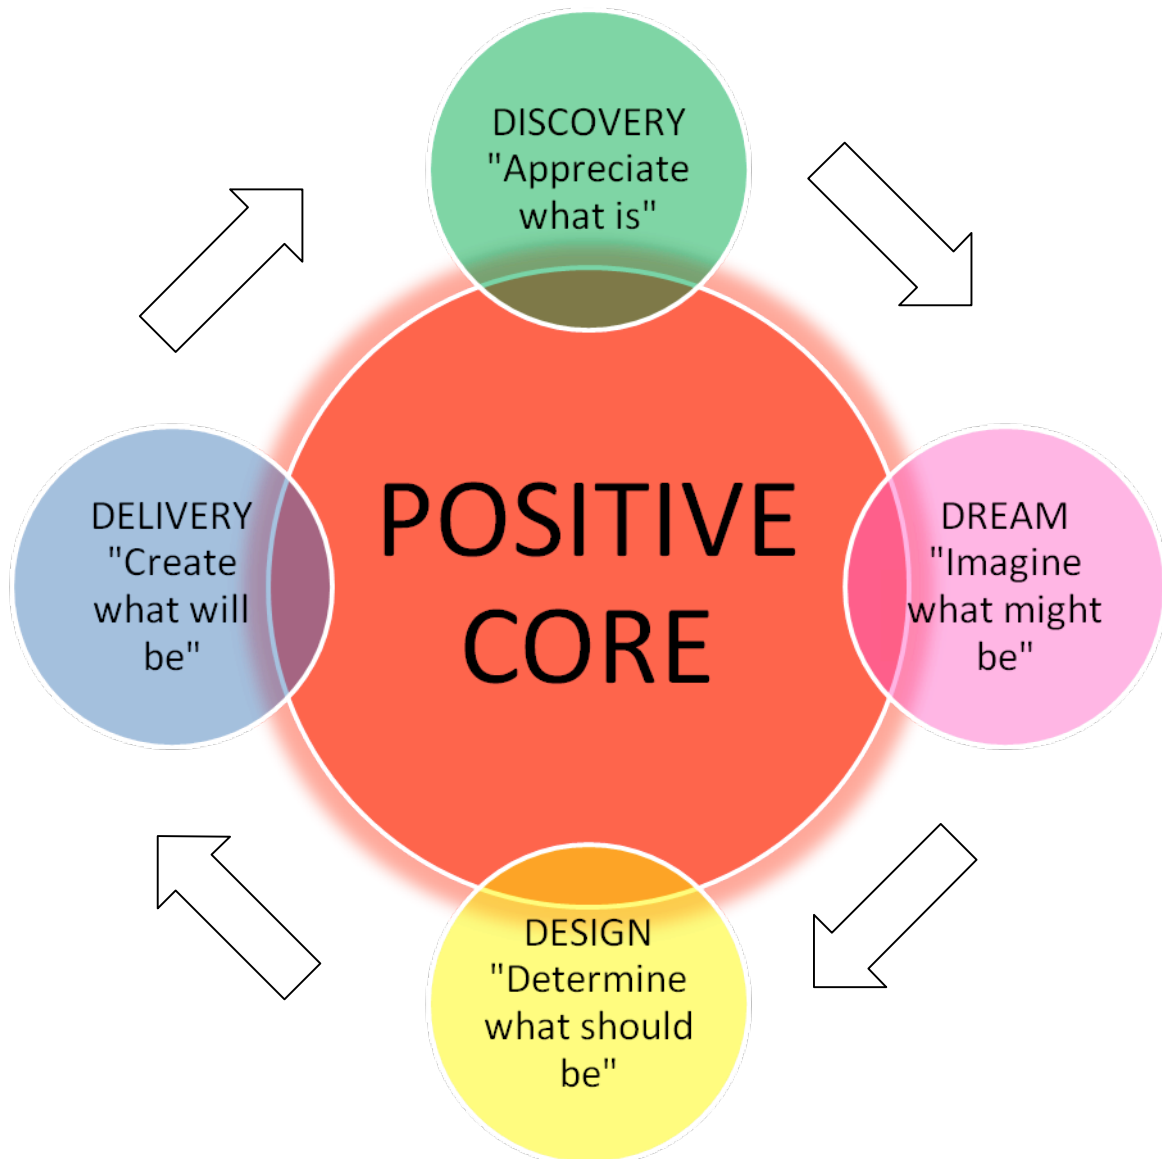 DISCOVERY
"Appreciate
what is"
DELIVERY
"Create
what will
be"
POSITIVE
CORE
DREAM
"Imagine
what might
be"
DESIGN
"Determine
what should
be"